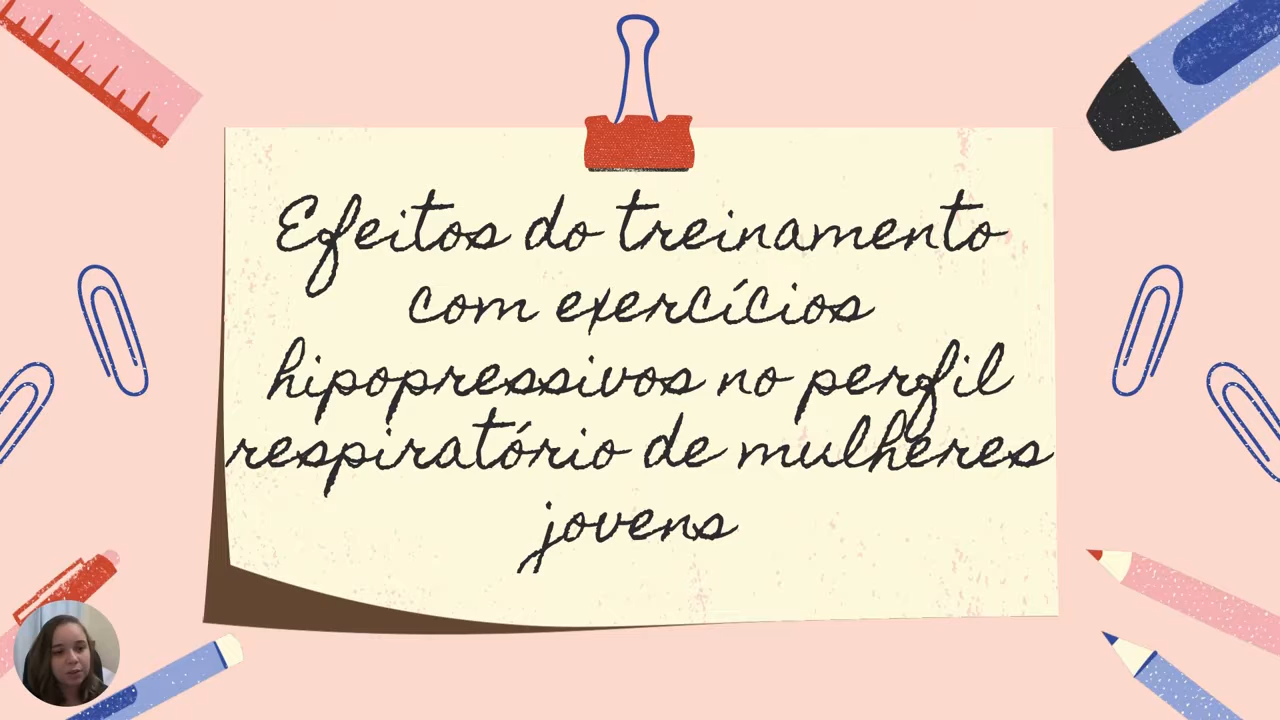 Efeitos do treinamento
com exercícios
hipopressivos no perfil
respiratório de mulheres
jovens